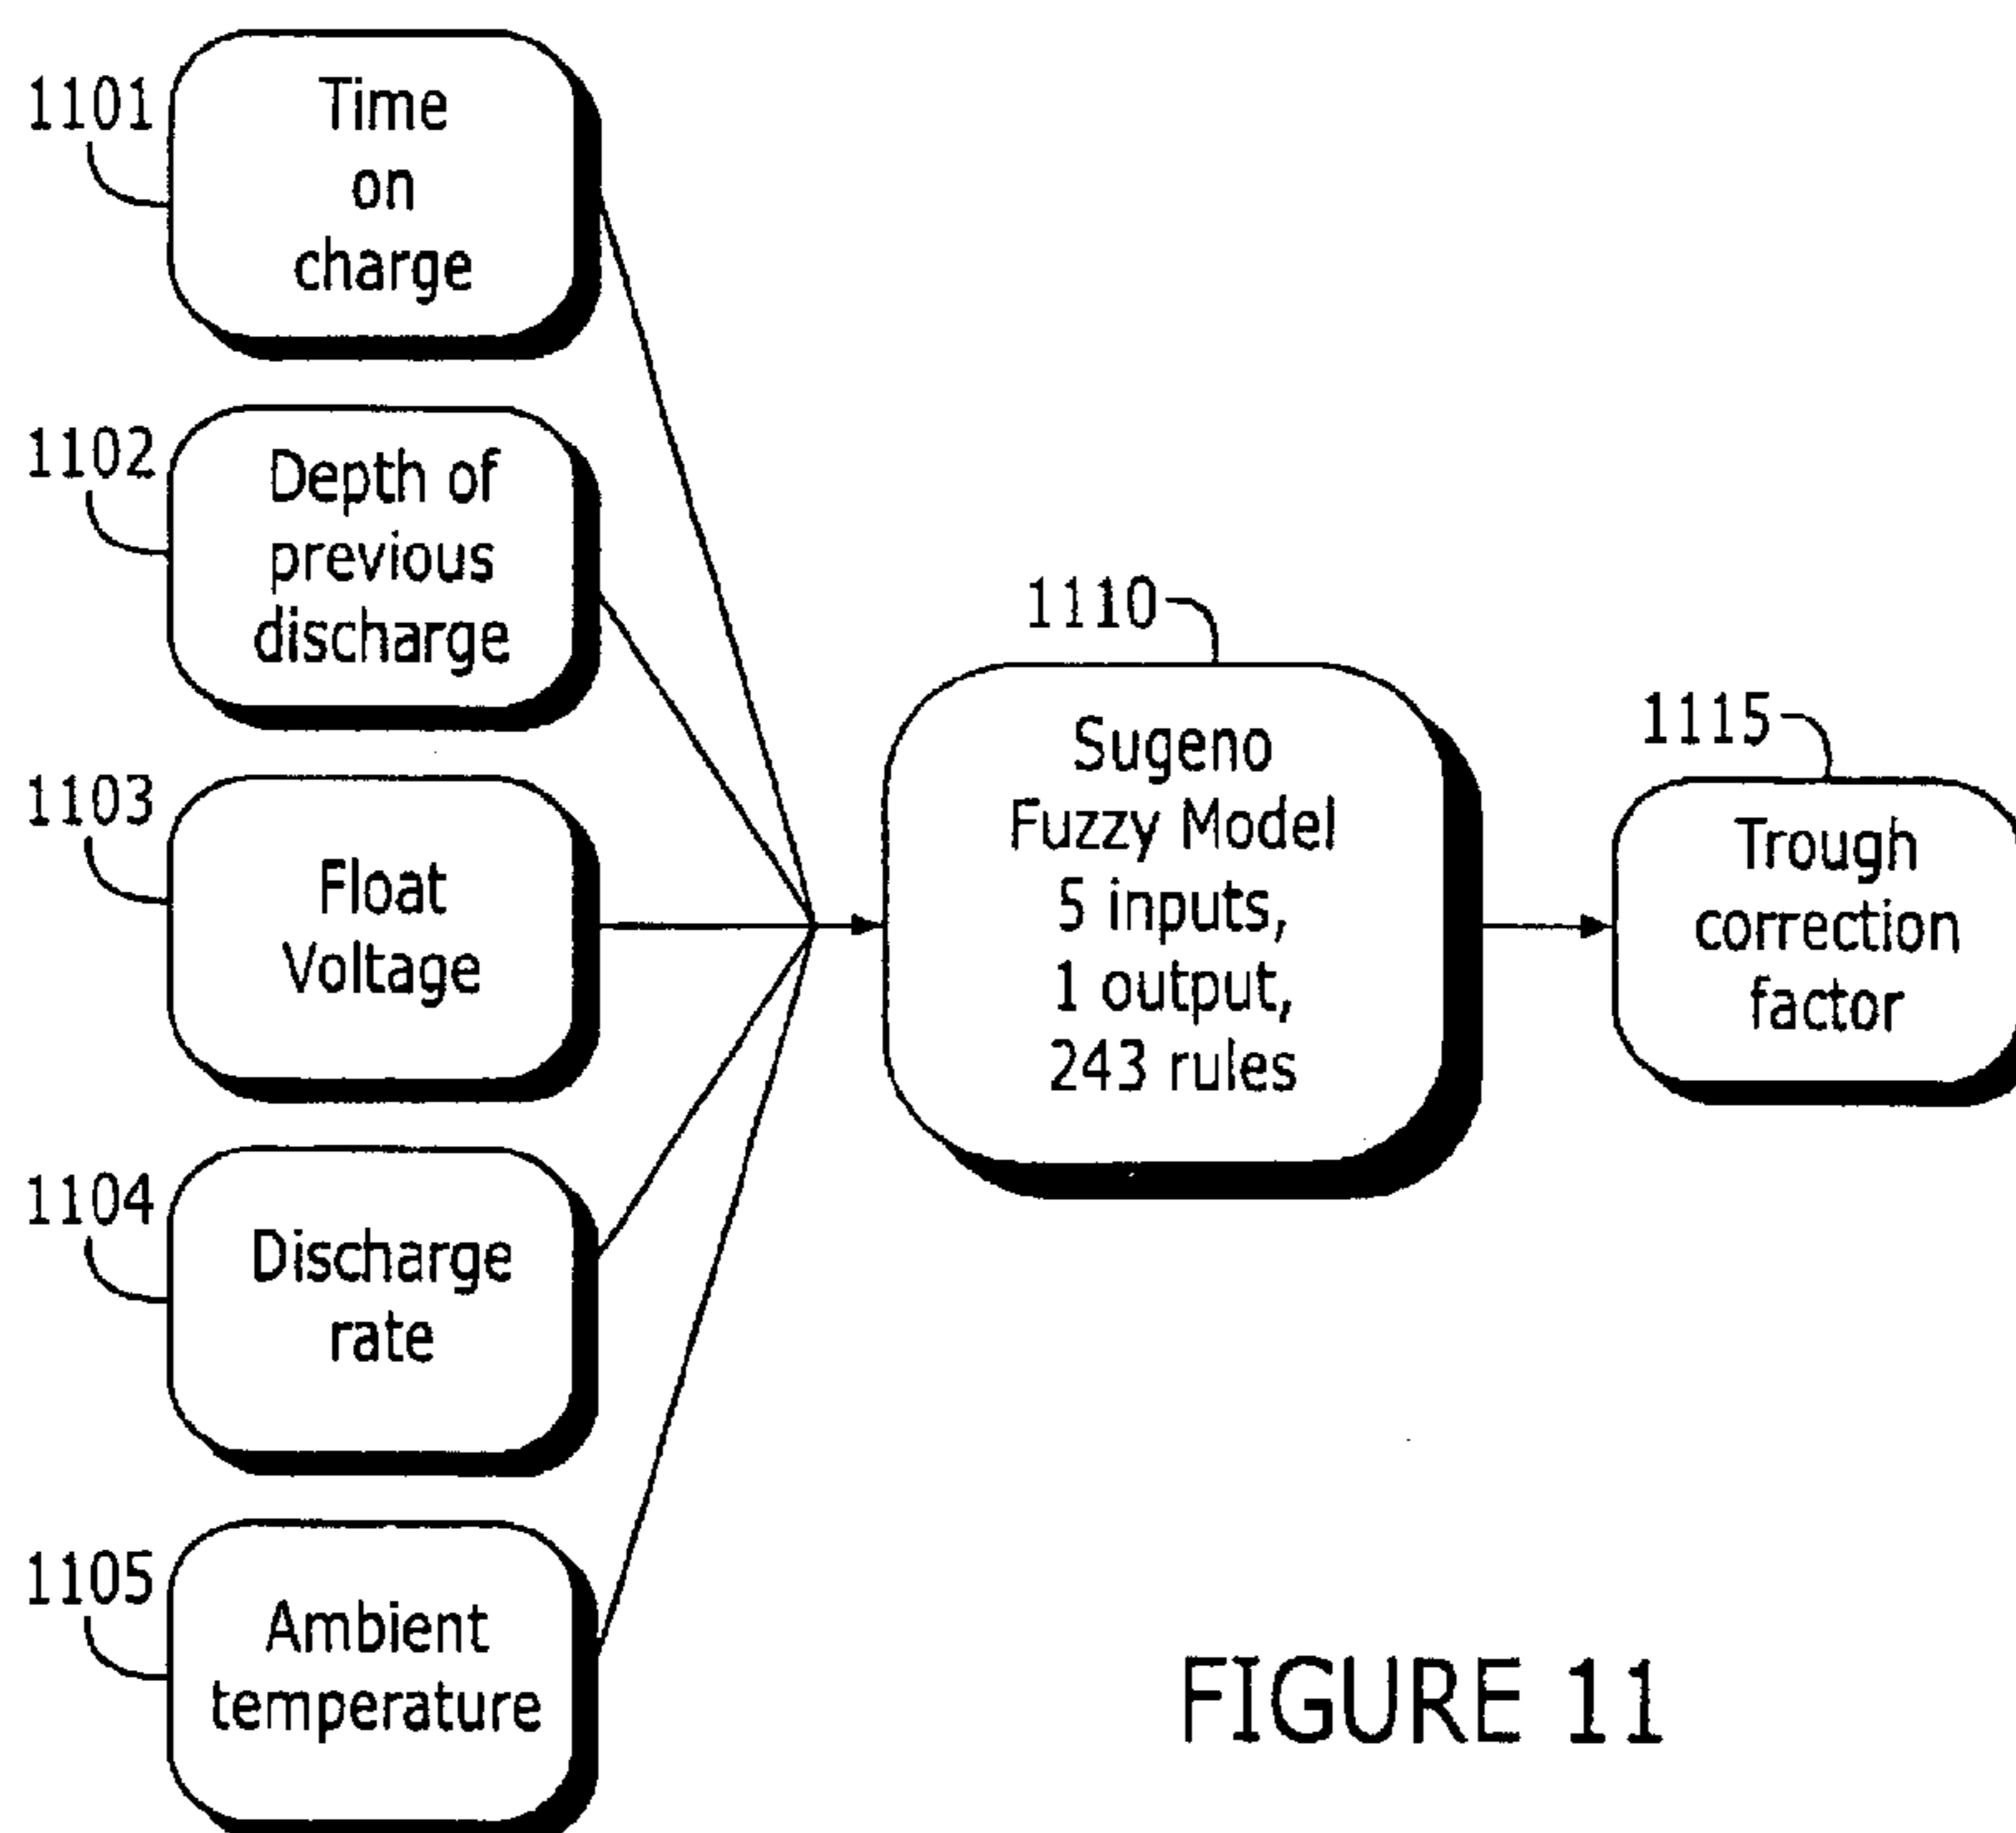 1101
Time
on
charge
1102
Depth of
previous
discharge
1103
Float
Voltage
1104
Discharge
rate
1105
Ambient
temperature
1110
Sugeno
Fuzzy Model
5 inputs,
1 output,
243 rules
1115
Trough
correction
factor
FIGURE 11